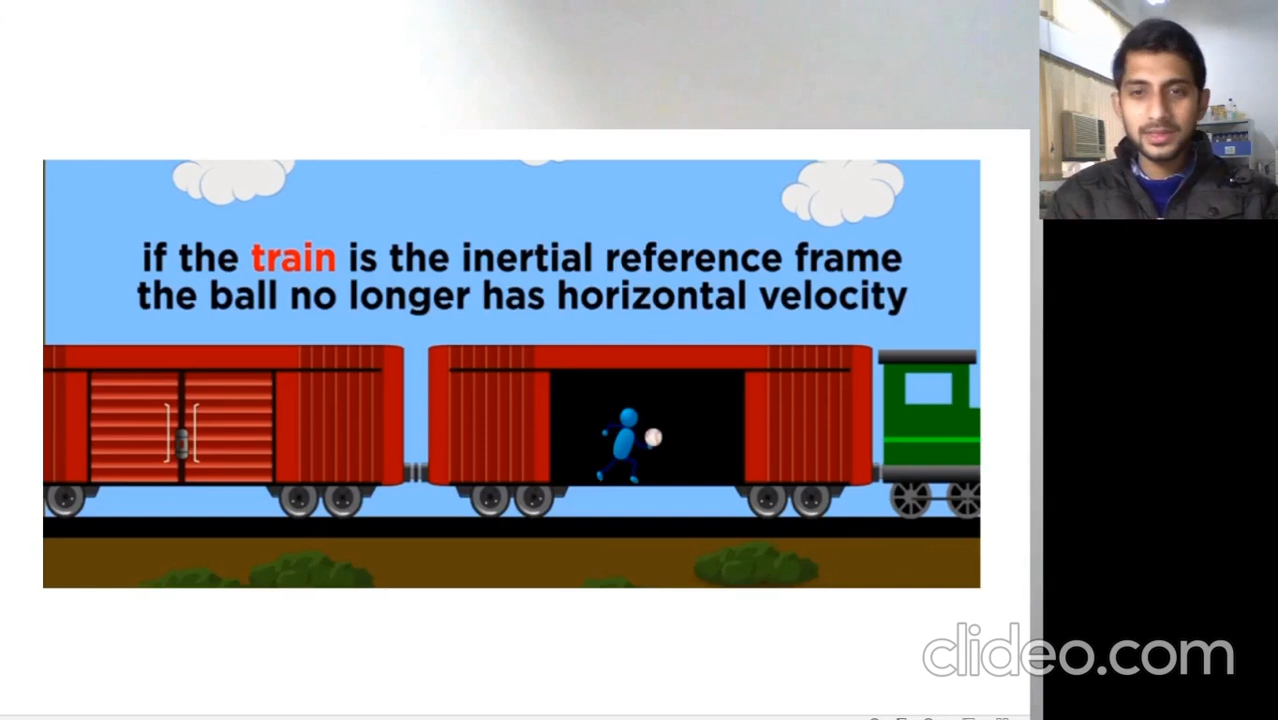 if the train is the inertial reference frame
the ball no longer has horizontal velocity
clideo.com